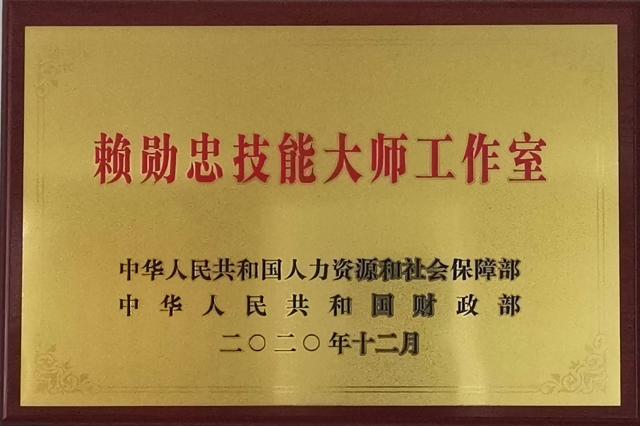 赖勋忠技能大师工作室
中华人民共和国人力资源和社会保障部
中华人民共和国财政部
二〇二〇年十二月